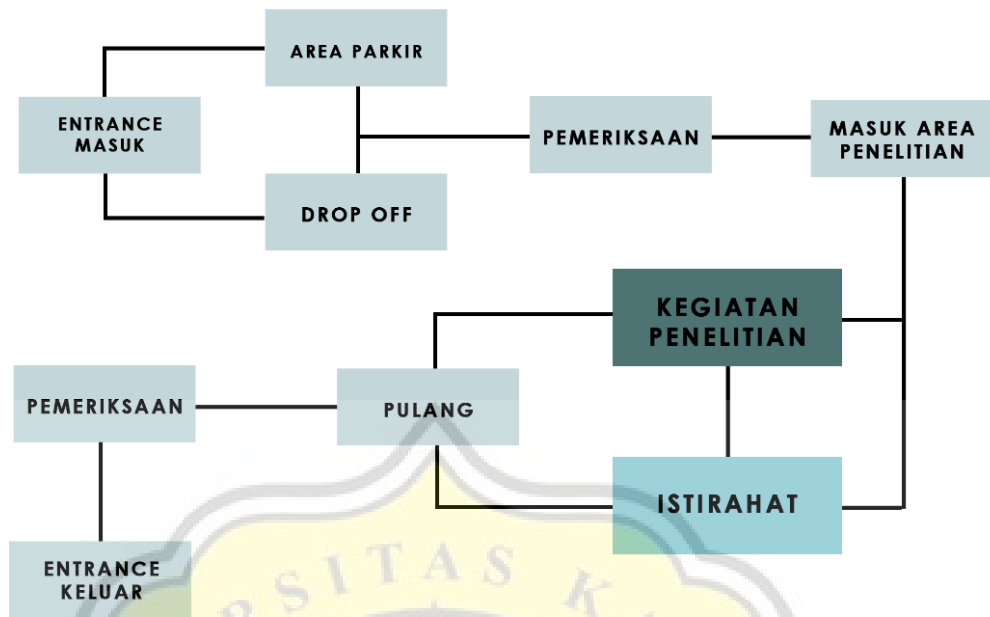 AREA PARKIR
ENTRANCE
MASUK
DROP OFF
PEMERIKSAAN
MASUK AREA
PENELITIAN
KEGIATAN
PENELITIAN
ISTIRAHAT
PULANG
PEMERIKSAAN
ENTRANCE
KELUAR